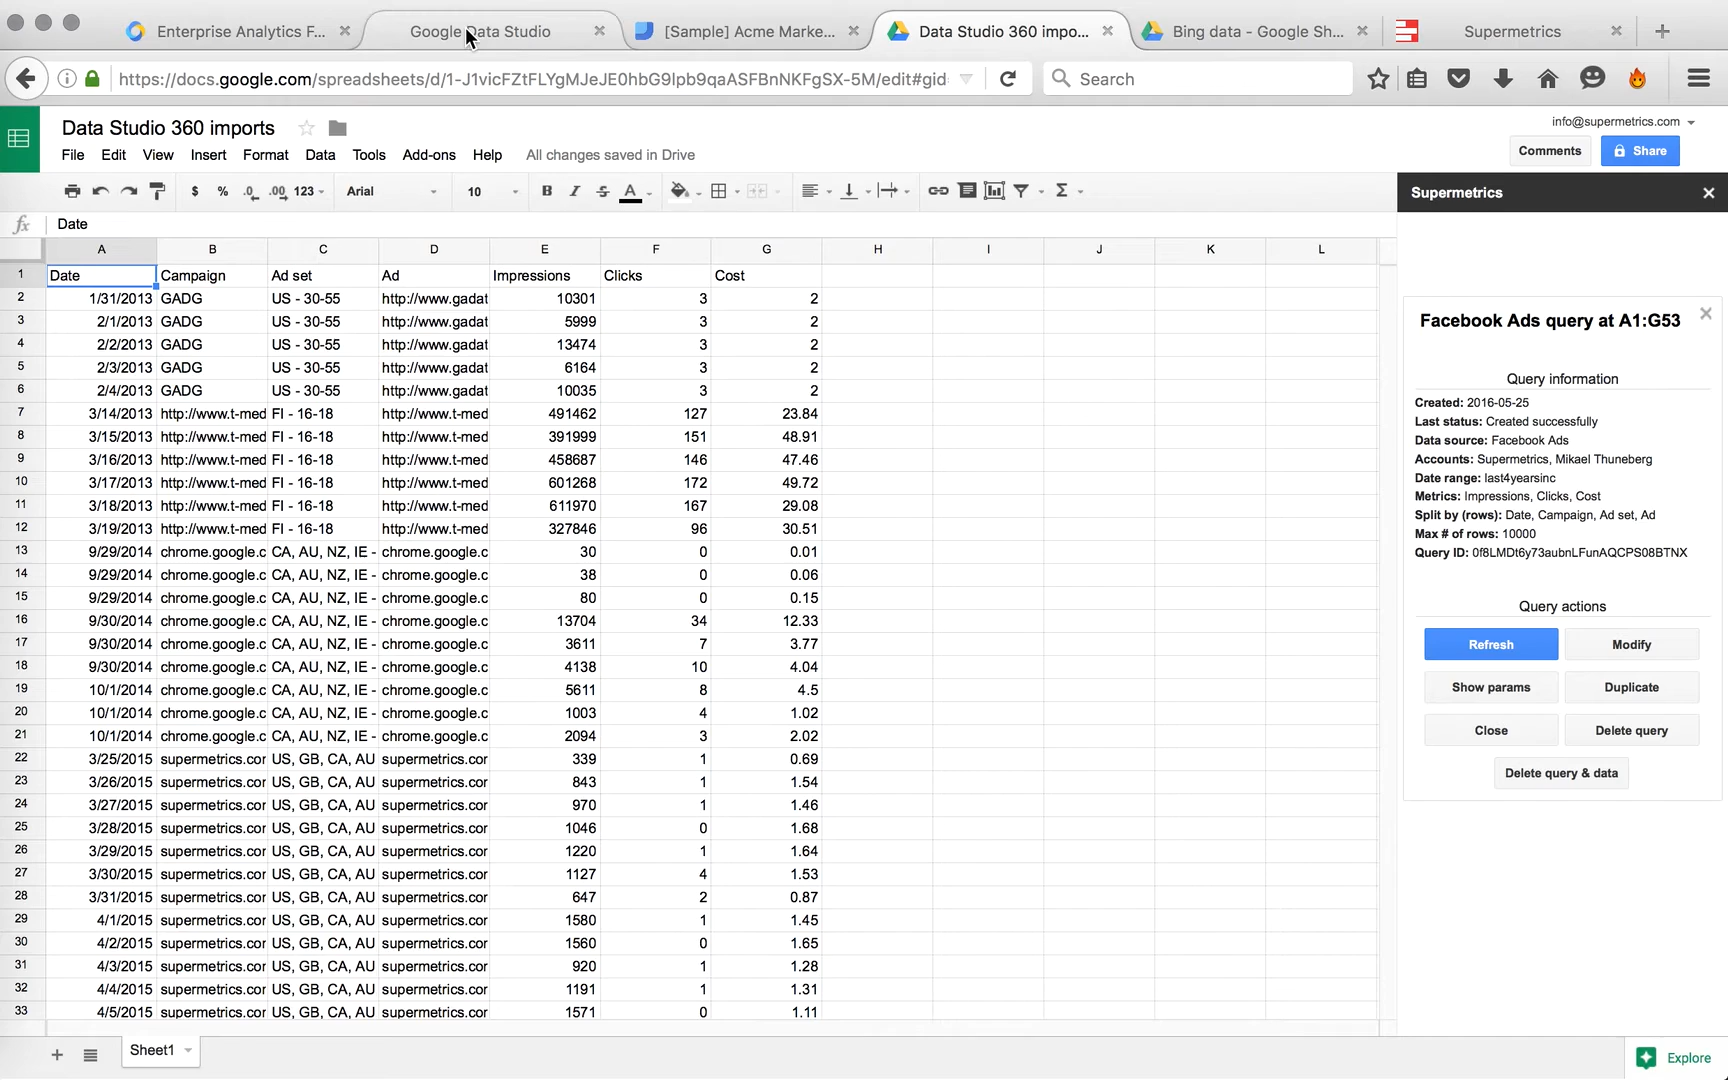 Enterprise Analytics F...
Google Data Studio
[Sample] Acme Marke...
Data Studio 360 impo...
Bing data - Google Sh...
Supermetrics
https://docs.google.com/spreadsheets/d/1-J1vicFZtFLYgMJeJE0hbG9lpb9qaASFBnNKFgSX-5M/edit#gid
Search
Data Studio 360 imports
info@supermetrics.com
File Edit View Insert Format Data Tools Add-ons Help All changes saved in Drive
Comments
Share
$ % .0 .00 123 Arial 10 B I S A Σ
Supermetrics
fx Date
A B C D E F G H I J K L
1 Date Campaign Ad set Ad Impressions Clicks Cost
2 1/31/2013 GADG US - 30-55 http://www.gadat 10301 3 2
3 2/1/2013 GADG US - 30-55 http://www.gadat 5999 3 2
4 2/2/2013 GADG US - 30-55 http://www.gadat 13474 3 2
5 2/3/2013 GADG US - 30-55 http://www.gadat 6164 3 2
6 2/4/2013 GADG US - 30-55 http://www.gadat 10035 3 2
7 3/14/2013 http://www.t-med FI - 16-18 http://www.t-med 491462 127 23.84
8 3/15/2013 http://www.t-med FI - 16-18 http://www.t-med 391999 151 48.91
9 3/16/2013 http://www.t-med FI - 16-18 http://www.t-med 458687 146 47.46
10 3/17/2013 http://www.t-med FI - 16-18 http://www.t-med 601268 172 49.72
11 3/18/2013 http://www.t-med FI - 16-18 http://www.t-med 611970 167 29.08
12 3/19/2013 http://www.t-med FI - 16-18 http://www.t-med 327846 96 30.51
13 9/29/2014 chrome.google.c CA, AU, NZ, IE - chrome.google.c 30 0 0.01
14 9/29/2014 chrome.google.c CA, AU, NZ, IE - chrome.google.c 38 0 0.06
15 9/29/2014 chrome.google.c CA, AU, NZ, IE - chrome.google.c 80 0 0.15
16 9/30/2014 chrome.google.c CA, AU, NZ, IE - chrome.google.c 13704 34 12.33
17 9/30/2014 chrome.google.c CA, AU, NZ, IE - chrome.google.c 3611 7 3.77
18 9/30/2014 chrome.google.c CA, AU, NZ, IE - chrome.google.c 4138 10 4.04
19 10/1/2014 chrome.google.c CA, AU, NZ, IE - chrome.google.c 5611 8 4.5
20 10/1/2014 chrome.google.c CA, AU, NZ, IE - chrome.google.c 1003 4 1.02
21 10/1/2014 chrome.google.c CA, AU, NZ, IE - chrome.google.c 2094 3 2.02
22 3/25/2015 supermetrics.cor US, GB, CA, AU supermetrics.cor 339 1 0.69
23 3/26/2015 supermetrics.cor US, GB, CA, AU supermetrics.cor 843 1 1.54
24 3/27/2015 supermetrics.cor US, GB, CA, AU supermetrics.cor 970 1 1.46
25 3/28/2015 supermetrics.cor US, GB, CA, AU supermetrics.cor 1046 0 1.68
26 3/29/2015 supermetrics.cor US, GB, CA, AU supermetrics.cor 1220 1 1.64
27 3/30/2015 supermetrics.cor US, GB, CA, AU supermetrics.cor 1127 4 1.53
28 3/31/2015 supermetrics.cor US, GB, CA, AU supermetrics.cor 647 2 0.87
29 4/1/2015 supermetrics.cor US, GB, CA, AU supermetrics.cor 1580 1 1.45
30 4/2/2015 supermetrics.cor US, GB, CA, AU supermetrics.cor 1560 0 1.65
31 4/3/2015 supermetrics.cor US, GB, CA, AU supermetrics.cor 920 1 1.28
32 4/4/2015 supermetrics.cor US, GB, CA, AU supermetrics.cor 1191 1 1.31
33 4/5/2015 supermetrics.cor US, GB, CA, AU supermetrics.cor 1571 0 1.11
Facebook Ads query at A1:G53
Query information
Created: 2016-05-25
Last status: Created successfully
Data source: Facebook Ads
Accounts: Supermetrics, Mikael Thuneberg
Date range: last4yearsinc
Metrics: Impressions, Clicks, Cost
Split by (rows): Date, Campaign, Ad set, Ad
Max # of rows: 10000
Query ID: 0f8LMDt6y73aubnLFunAQCPS08BTNX
Query actions
Refresh Modify
Show params Duplicate
Close Delete query
Delete query & data
Sheet1
Explore